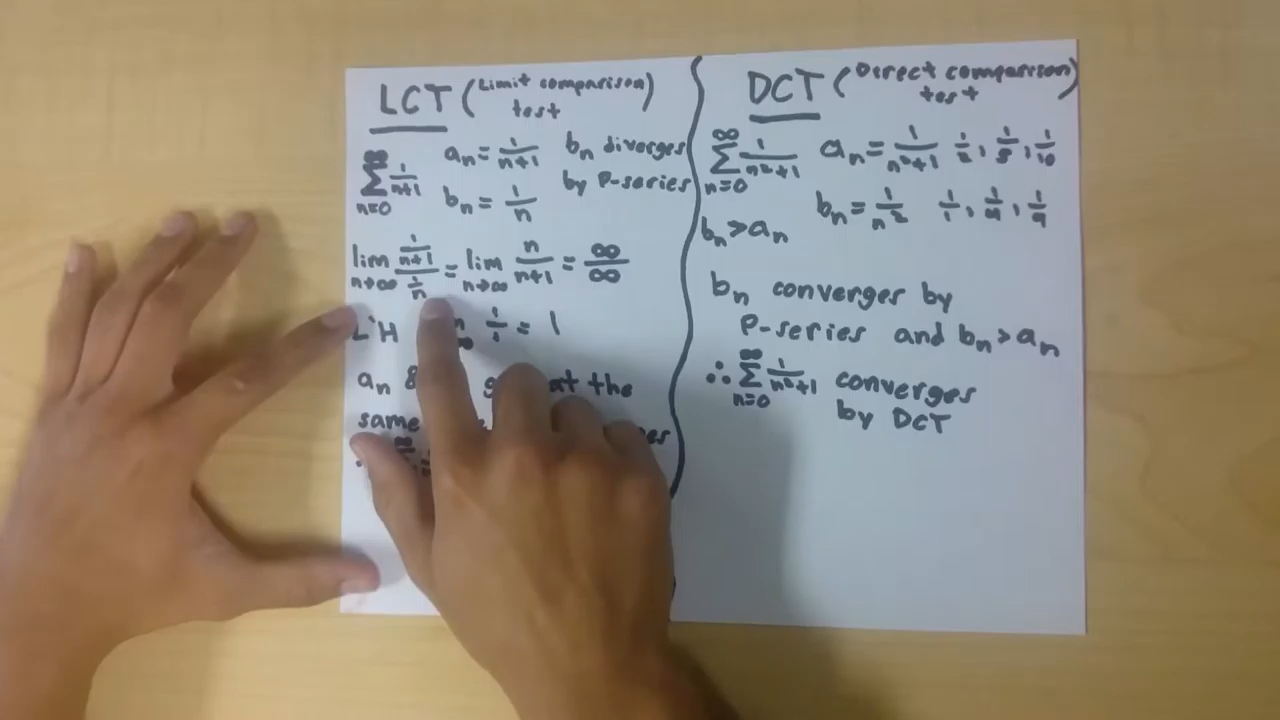 LCT (Limit comparison)
test
∞ Σ n=0 1/n+1 aₙ = 1/n+1 bₙ diverges
bₙ = 1/n by P-series
lim n→∞ 1/n+1 / 1/n = lim n→∞ n/n+1 = ∞/∞
L'H 1/1 = 1
aₙ at the
same
∴
DCT (Direct comparison)
test
∞ Σ n=0 1/n²+1 aₙ = 1/n²+1 1/2, 1/5, 1/10
bₙ = 1/n² 1/1, 1/4, 1/9
bₙ > aₙ
bₙ converges by
P-series and bₙ > aₙ
∴ ∞ Σ n=0 1/n²+1 converges
by DCT